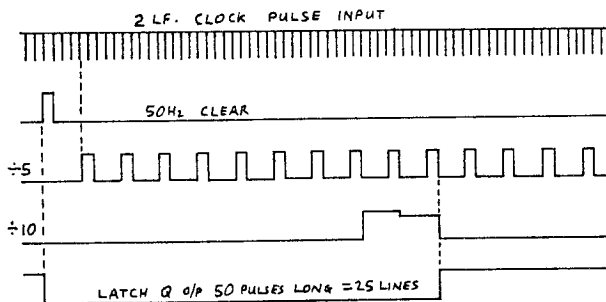 2 LF. CLOCK PULSE INPUT
50Hz CLEAR
÷5
÷10
LATCH Q O/P 50 PULSES LONG = 25 LINES